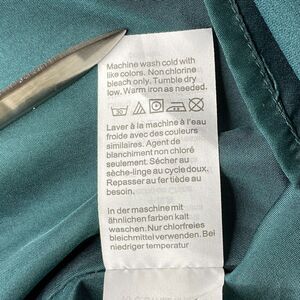 Machine wash cold with
like colors. Non chlorine
bleach only. Tumble dry
low. Warm iron as needed.
30
Laver à la machine à l'eau
froide avec des couleurs
similaires. Agent de
blanchiment non chloré
seulement. Sécher au
sèche-linge au cycle doux.
Repasser au fer tiède au
besoin.
in der maschine mit
ähnlichen farben kalt
waschen. Nur chlorfreies
bleichmittel verwenden. Bei
niedriger temperatur